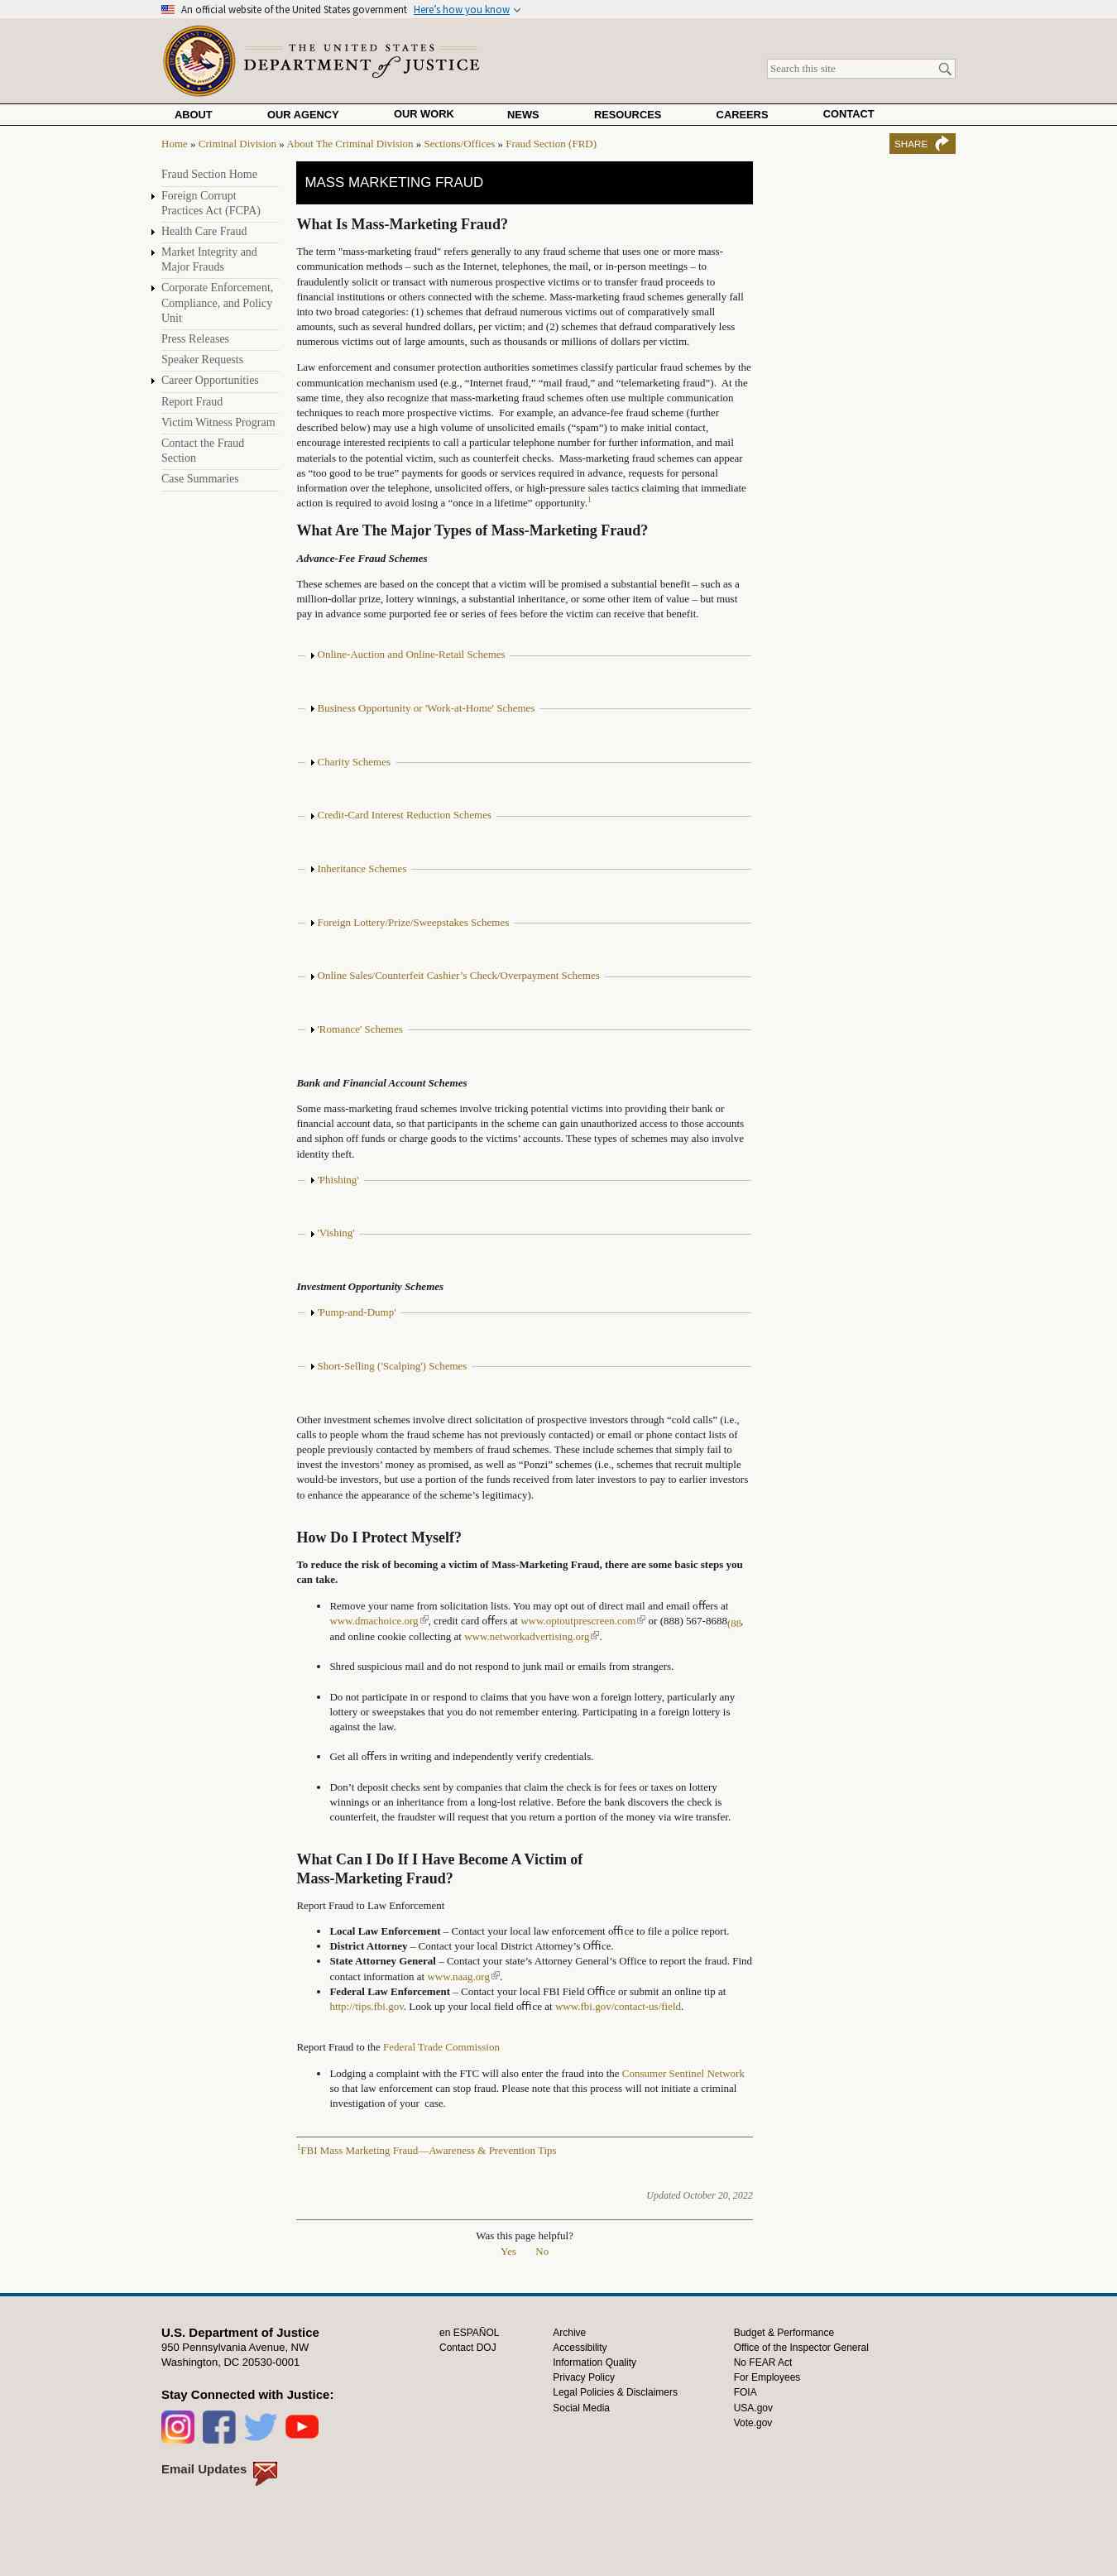 An official website of the United States government Here's how you know
THE UNITED STATES
DEPARTMENT of JUSTICE
Search this site
ABOUT OUR AGENCY OUR WORK NEWS RESOURCES CAREERS CONTACT
Home » Criminal Division » About The Criminal Division » Sections/Offices » Fraud Section (FRD)
SHARE
Fraud Section Home
Foreign Corrupt
Practices Act (FCPA)
Health Care Fraud
Market Integrity and
Major Frauds
Corporate Enforcement,
Compliance, and Policy
Unit
Press Releases
Speaker Requests
Career Opportunities
Report Fraud
Victim Witness Program
Contact the Fraud
Section
Case Summaries
MASS MARKETING FRAUD
What Is Mass-Marketing Fraud?
The term "mass-marketing fraud" refers generally to any fraud scheme that uses one or more mass-
communication methods – such as the Internet, telephones, the mail, or in-person meetings – to
fraudulently solicit or transact with numerous prospective victims or to transfer fraud proceeds to
financial institutions or others connected with the scheme. Mass-marketing fraud schemes generally fall
into two broad categories: (1) schemes that defraud numerous victims out of comparatively small
amounts, such as several hundred dollars, per victim; and (2) schemes that defraud comparatively less
numerous victims out of large amounts, such as thousands or millions of dollars per victim.
Law enforcement and consumer protection authorities sometimes classify particular fraud schemes by the
communication mechanism used (e.g., “Internet fraud,” “mail fraud,” and “telemarketing fraud”). At the
same time, they also recognize that mass-marketing fraud schemes often use multiple communication
techniques to reach more prospective victims. For example, an advance-fee fraud scheme (further
described below) may use a high volume of unsolicited emails (“spam”) to make initial contact,
encourage interested recipients to call a particular telephone number for further information, and mail
materials to the potential victim, such as counterfeit checks. Mass-marketing fraud schemes can appear
as “too good to be true” payments for goods or services required in advance, requests for personal
information over the telephone, unsolicited offers, or high-pressure sales tactics claiming that immediate
action is required to avoid losing a “once in a lifetime” opportunity.1
What Are The Major Types of Mass-Marketing Fraud?
Advance-Fee Fraud Schemes
These schemes are based on the concept that a victim will be promised a substantial benefit – such as a
million-dollar prize, lottery winnings, a substantial inheritance, or some other item of value – but must
pay in advance some purported fee or series of fees before the victim can receive that benefit.
Online-Auction and Online-Retail Schemes
Business Opportunity or 'Work-at-Home' Schemes
Charity Schemes
Credit-Card Interest Reduction Schemes
Inheritance Schemes
Foreign Lottery/Prize/Sweepstakes Schemes
Online Sales/Counterfeit Cashier’s Check/Overpayment Schemes
'Romance' Schemes
Bank and Financial Account Schemes
Some mass-marketing fraud schemes involve tricking potential victims into providing their bank or
financial account data, so that participants in the scheme can gain unauthorized access to those accounts
and siphon off funds or charge goods to the victims’ accounts. These types of schemes may also involve
identity theft.
'Phishing'
'Vishing'
Investment Opportunity Schemes
'Pump-and-Dump'
Short-Selling ('Scalping') Schemes
Other investment schemes involve direct solicitation of prospective investors through “cold calls” (i.e.,
calls to people whom the fraud scheme has not previously contacted) or email or phone contact lists of
people previously contacted by members of fraud schemes. These include schemes that simply fail to
invest the investors’ money as promised, as well as “Ponzi” schemes (i.e., schemes that recruit multiple
would-be investors, but use a portion of the funds received from later investors to pay to earlier investors
to enhance the appearance of the scheme’s legitimacy).
How Do I Protect Myself?
To reduce the risk of becoming a victim of Mass-Marketing Fraud, there are some basic steps you
can take.
• Remove your name from solicitation lists. You may opt out of direct mail and email offers at
www.dmachoice.org, credit card offers at www.optoutprescreen.com or (888) 567-8688(88,
and online cookie collecting at www.networkadvertising.org.
• Shred suspicious mail and do not respond to junk mail or emails from strangers.
• Do not participate in or respond to claims that you have won a foreign lottery, particularly any
lottery or sweepstakes that you do not remember entering. Participating in a foreign lottery is
against the law.
• Get all offers in writing and independently verify credentials.
• Don’t deposit checks sent by companies that claim the check is for fees or taxes on lottery
winnings or an inheritance from a long-lost relative. Before the bank discovers the check is
counterfeit, the fraudster will request that you return a portion of the money via wire transfer.
What Can I Do If I Have Become A Victim of
Mass-Marketing Fraud?
Report Fraud to Law Enforcement
• Local Law Enforcement – Contact your local law enforcement office to file a police report.
• District Attorney – Contact your local District Attorney’s Office.
• State Attorney General – Contact your state’s Attorney General’s Office to report the fraud. Find
contact information at www.naag.org.
• Federal Law Enforcement – Contact your local FBI Field Office or submit an online tip at
http://tips.fbi.gov. Look up your local field office at www.fbi.gov/contact-us/field.
Report Fraud to the Federal Trade Commission
• Lodging a complaint with the FTC will also enter the fraud into the Consumer Sentinel Network
so that law enforcement can stop fraud. Please note that this process will not initiate a criminal
investigation of your case.
1FBI Mass Marketing Fraud—Awareness & Prevention Tips
Updated October 20, 2022
Was this page helpful?
Yes No
U.S. Department of Justice
950 Pennsylvania Avenue, NW
Washington, DC 20530-0001
Stay Connected with Justice:
Email Updates
en ESPAÑOL
Contact DOJ
Archive
Accessibility
Information Quality
Privacy Policy
Legal Policies & Disclaimers
Social Media
Budget & Performance
Office of the Inspector General
No FEAR Act
For Employees
FOIA
USA.gov
Vote.gov